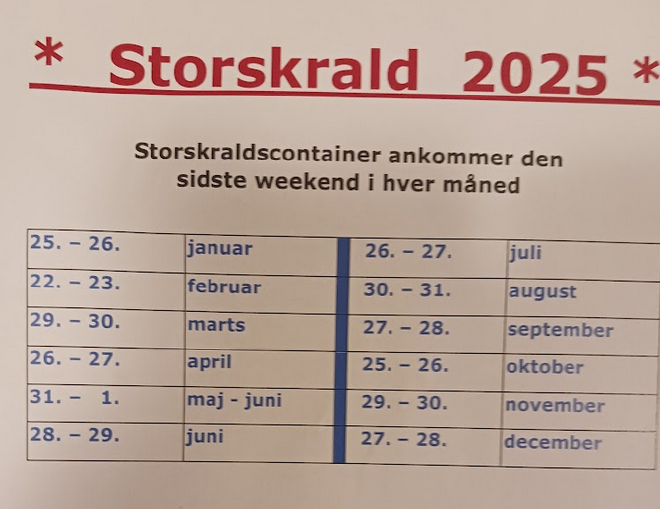 * Storskrald 2025 *
Storskraldscontainer ankommer den
sidste weekend i hver måned
25. – 26. januar 26. – 27. juli
22. – 23. februar 30. – 31. august
29. – 30. marts 27. – 28. september
26. – 27. april 25. – 26. oktober
31. – 1. maj - juni 29. – 30. november
28. – 29. juni 27. – 28. december